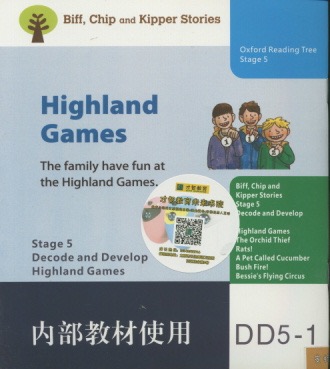 Biff, Chip and Kipper Stories
Oxford Reading Tree
Stage 5
Highland
Games
The family have fun at
the Highland Games.
Biff, Chip and
Kipper Stories
Stage 5
Decode and Develop
Highland Games
The Orchid Thief
Rats!
A Pet Called Cucumber
Bush Fire!
Bessie's Flying Circus
Stage 5
Decode and Develop
Highland Games
内部教材使用
DD5-1